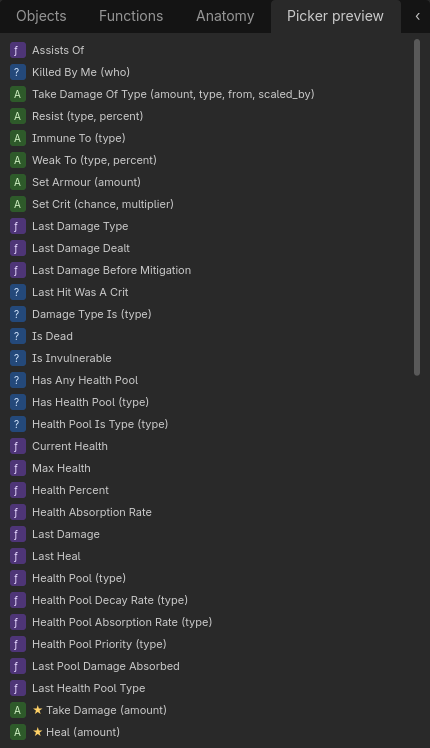 Objects Functions Anatomy Picker preview ‹
ƒ Assists Of
? Killed By Me (who)
A Take Damage Of Type (amount, type, from, scaled_by)
A Resist (type, percent)
A Immune To (type)
A Weak To (type, percent)
A Set Armour (amount)
A Set Crit (chance, multiplier)
ƒ Last Damage Type
ƒ Last Damage Dealt
ƒ Last Damage Before Mitigation
? Last Hit Was A Crit
? Damage Type Is (type)
? Is Dead
? Is Invulnerable
? Has Any Health Pool
? Has Health Pool (type)
? Health Pool Is Type (type)
ƒ Current Health
ƒ Max Health
ƒ Health Percent
ƒ Health Absorption Rate
ƒ Last Damage
ƒ Last Heal
ƒ Health Pool (type)
ƒ Health Pool Decay Rate (type)
ƒ Health Pool Absorption Rate (type)
ƒ Health Pool Priority (type)
ƒ Last Pool Damage Absorbed
ƒ Last Health Pool Type
A ★ Take Damage (amount)
A ★ Heal (amount)